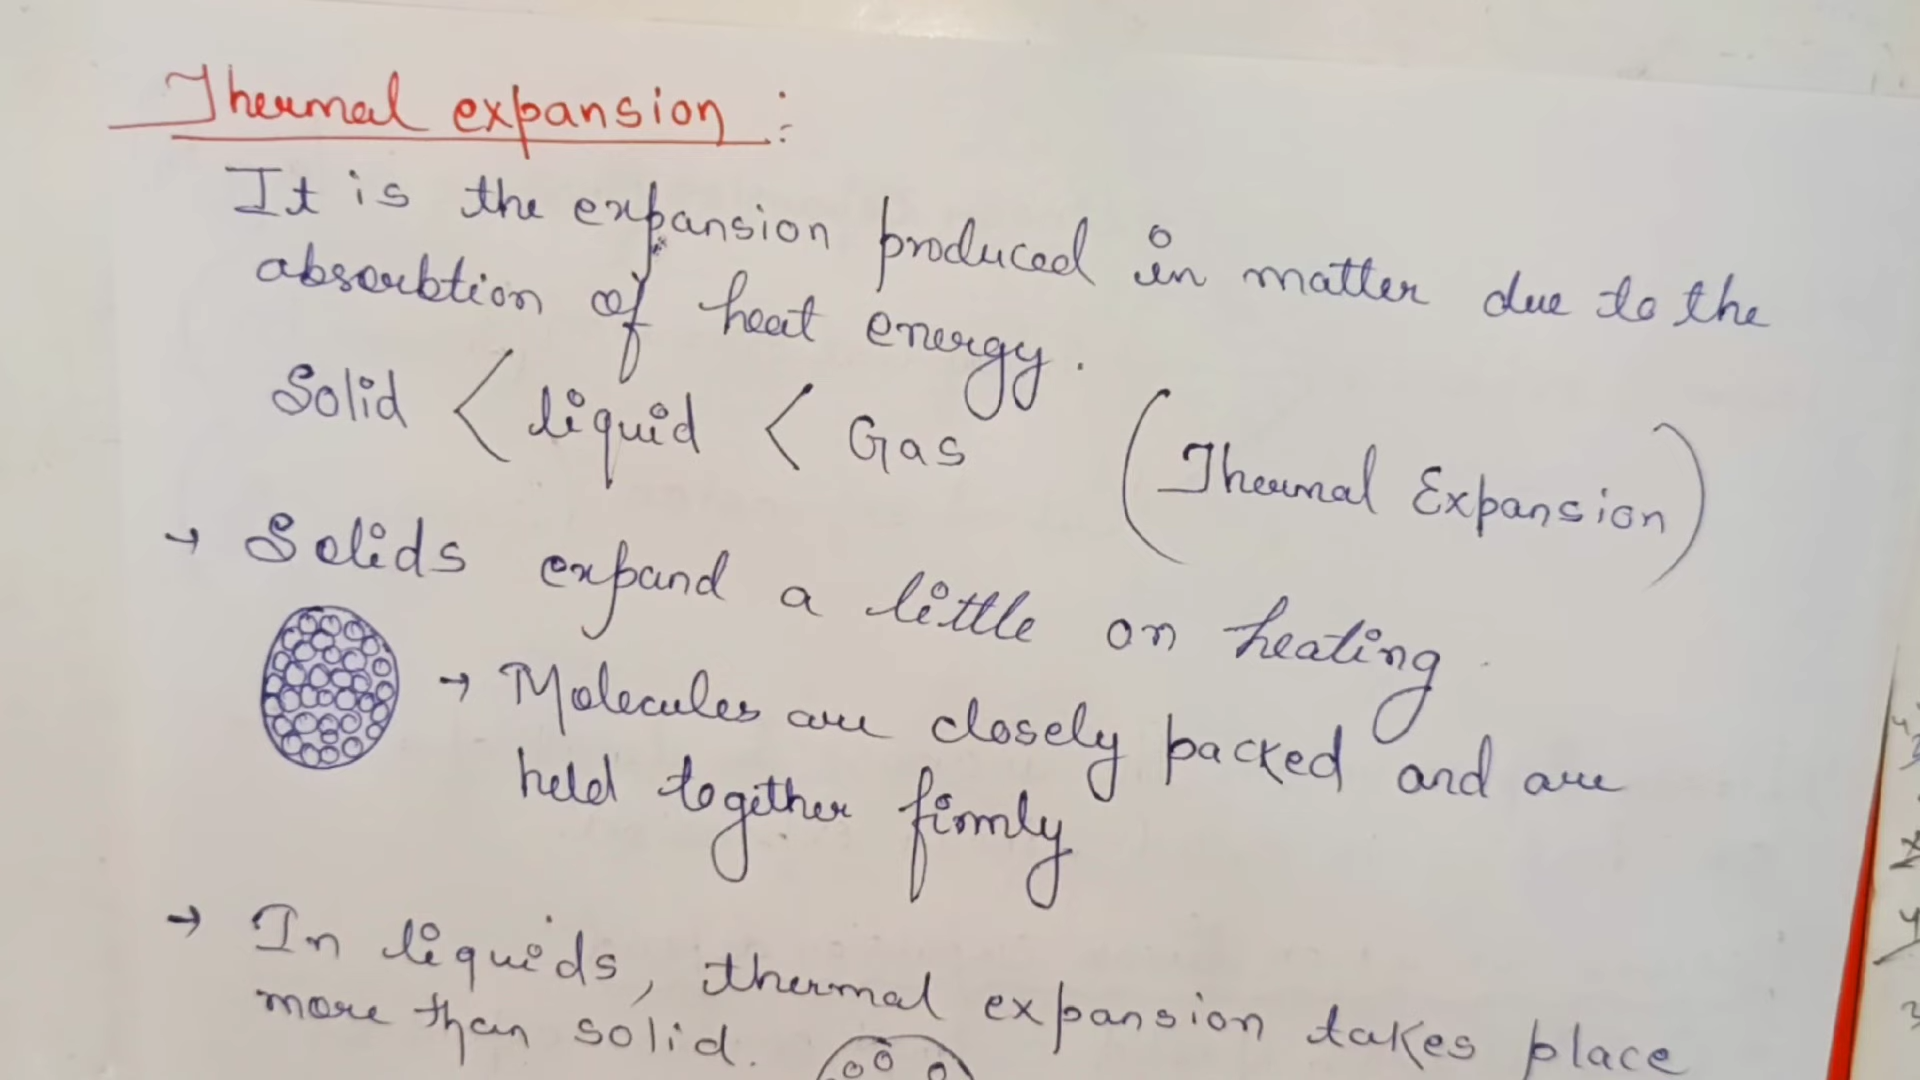 Thermal expansion :
It is the expansion produced in matter due to the
absorbtion of heat energy.
Solid < liquid < Gas (Thermal Expansion)
→ Solids expand a little on heating.
→ Molecules are closely packed and are
held together firmly
→ In liquids, thermal expansion takes place
more than solid.